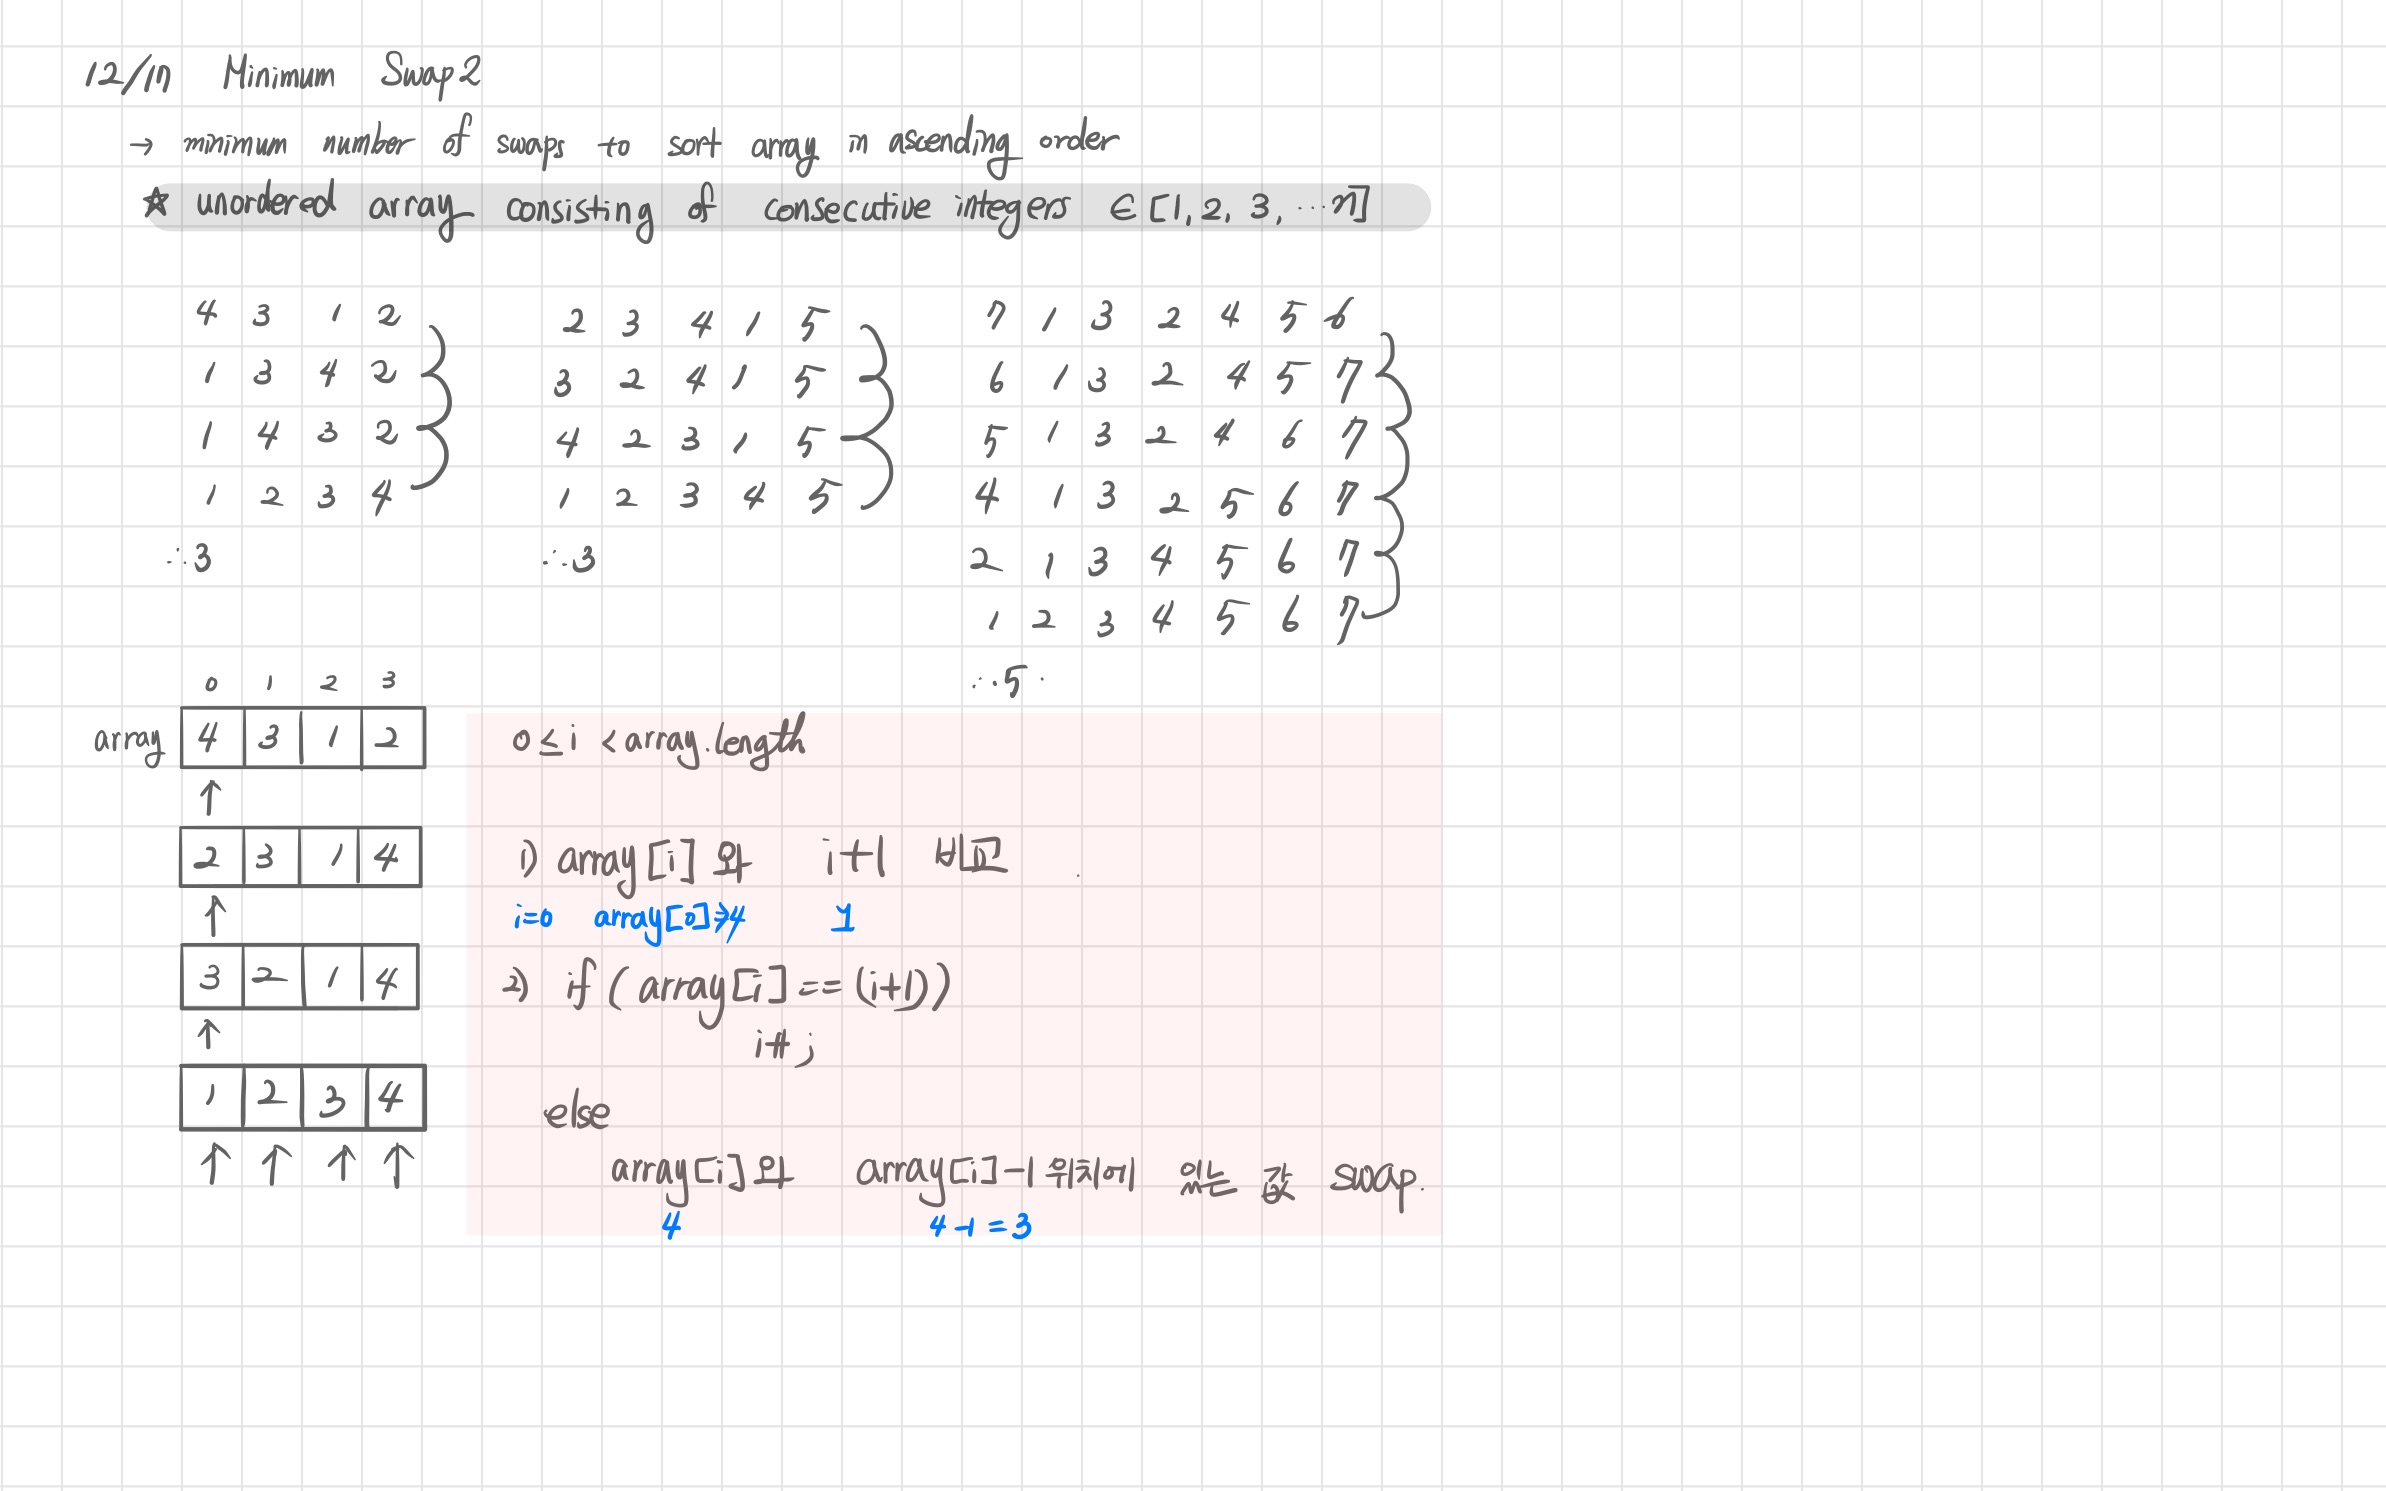 12/17 Minimum Swap2
→ minimum number of swaps to sort array in ascending order
☆ unordered array consisting of consecutive integers ∈ [1, 2, 3, ... n]
4 3 1 2
1 3 4 2
1 4 3 2
1 2 3 4
∴3
2 3 4 1 5
3 2 4 1 5
4 2 3 1 5
1 2 3 4 5
∴3
7 1 3 2 4 5 6
6 1 3 2 4 5 7
5 1 3 2 4 6 7
4 1 3 2 5 6 7
2 1 3 4 5 6 7
1 2 3 4 5 6 7
∴5.
0 1 2 3
array 4 3 1 2
↑
2 3 1 4
↑
3 2 1 4
↑
1 2 3 4
↑ ↑ ↑ ↑
0 ≤ i < array.length
1) array[i] 와 i+1 비교.
i=0 array[0]⇒4 1
2) if (array[i] == (i+1))
i++;
else
array[i]와 array[i]-1 위치에 있는 값 swap.
4 4-1=3